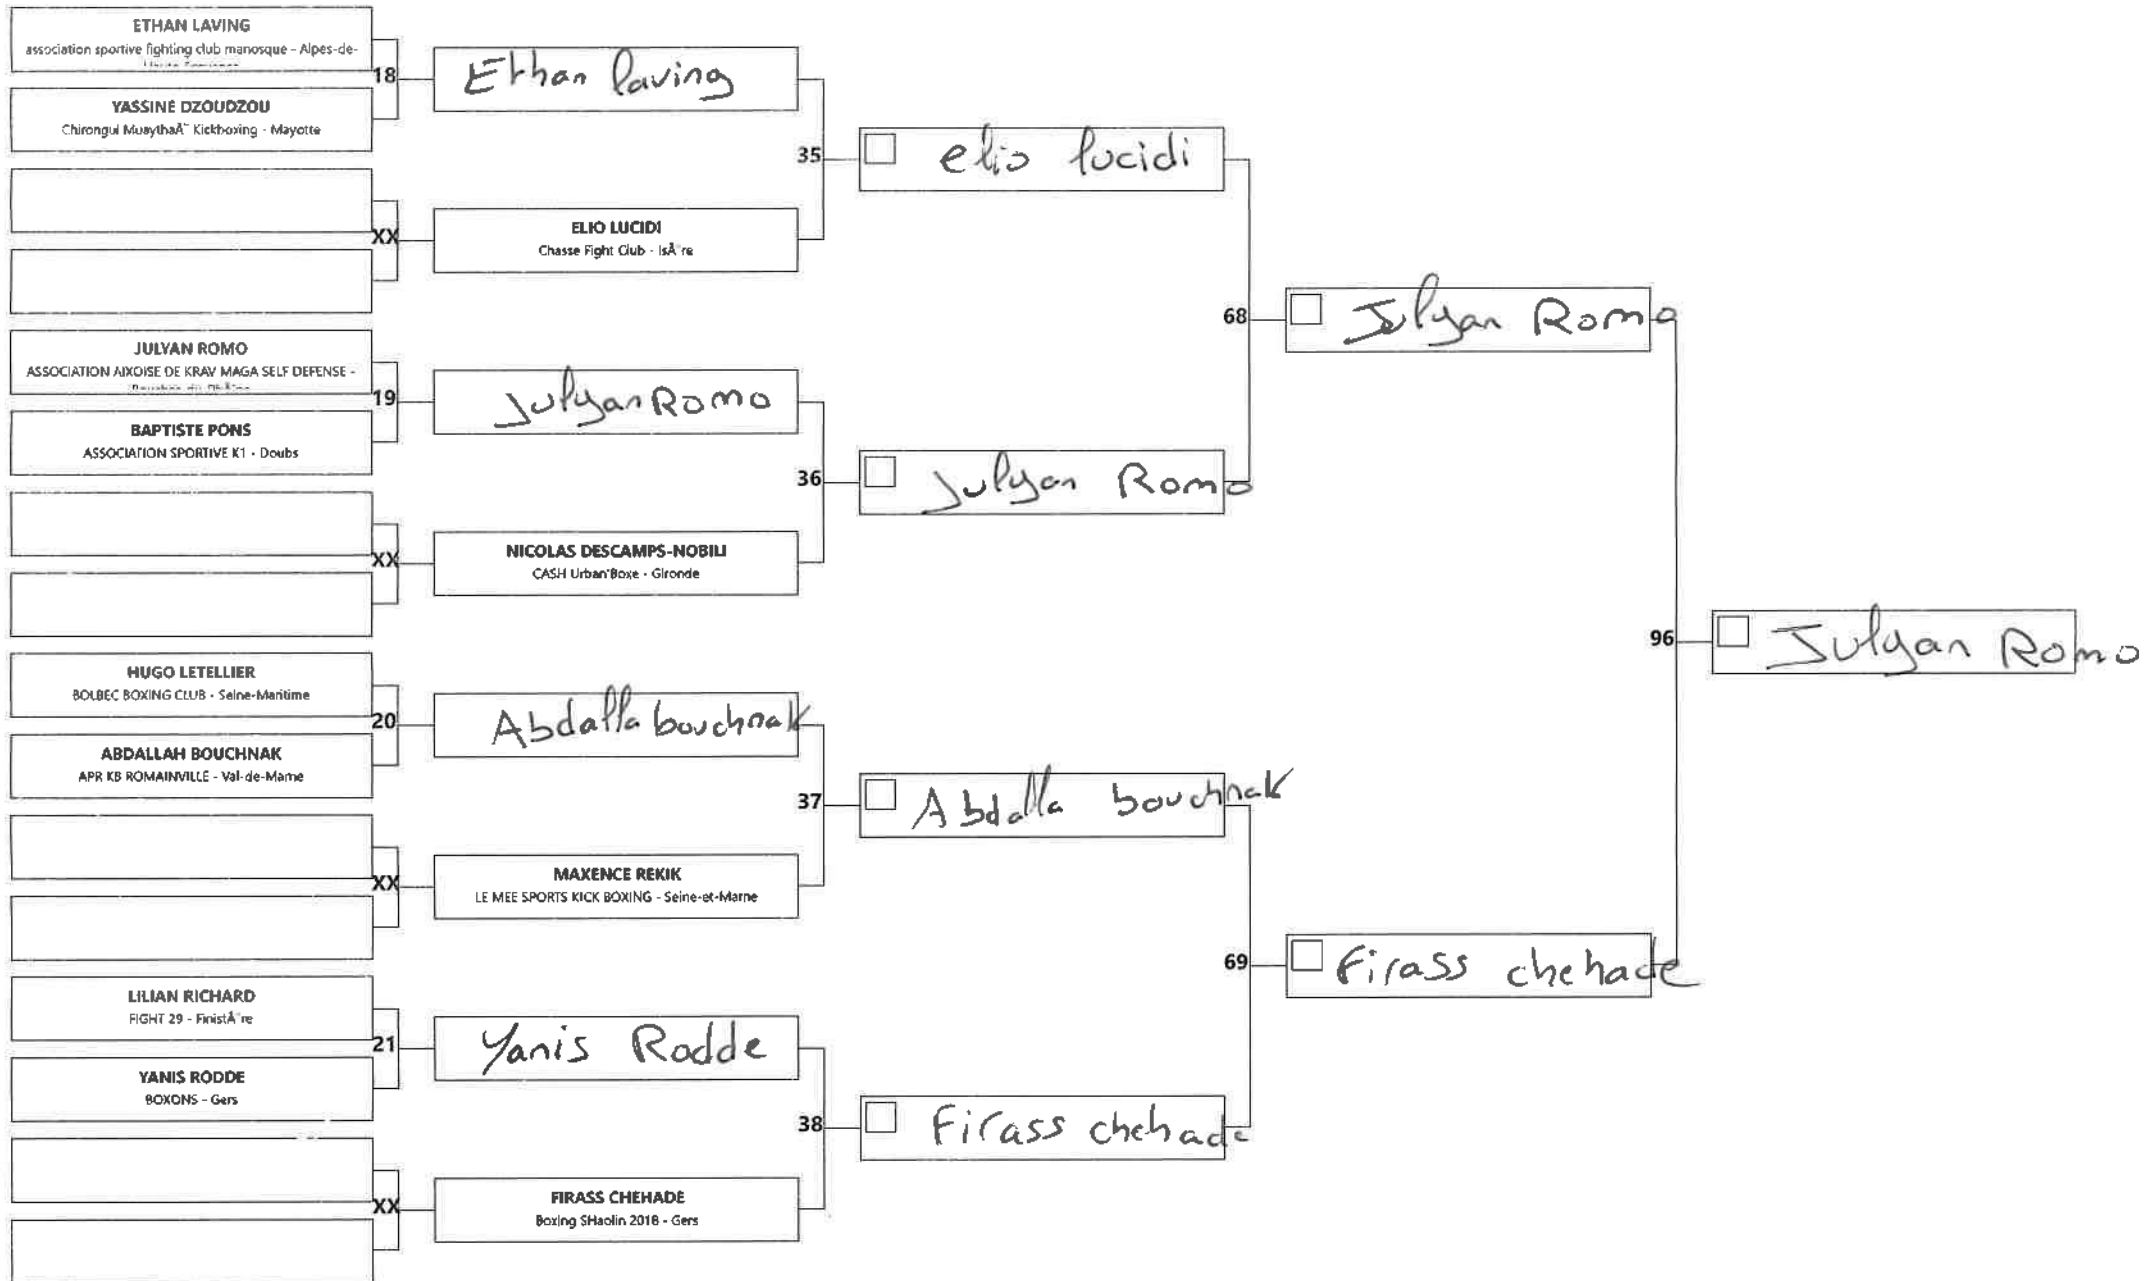 ETHAN LAVING
association sportive fighting club manosque - Alpes-de-
18
Ethan laving
YASSINE DZOUDZOU
Chirongui MuaythaÃ¯ Kickboxing - Mayotte
35
elio lucidi
XX
ELIO LUCIDI
Chasse Fight Club - IsÃ¨re
68
Julyan Romo
JULYAN ROMO
ASSOCIATION AIXOISE DE KRAV MAGA SELF DEFENSE -
19
Julyan Romo
BAPTISTE PONS
ASSOCIATION SPORTIVE K1 - Doubs
36
Julyan Romo
XX
NICOLAS DESCAMPS-NOBILI
CASH Urban'Boxe - Gironde
96
Julyan Romo
HUGO LETELLIER
BOLBEC BOXING CLUB - Seine-Maritime
20
Abdalla bouchnak
ABDALLAH BOUCHNAK
APR KB ROMAINVILLE - Val-de-Marne
37
Abdalla bouchnak
XX
MAXENCE REKIK
LE MEE SPORTS KICK BOXING - Seine-et-Marne
69
Firass chehade
LILIAN RICHARD
FIGHT 29 - FinistÃ¨re
21
Yanis Rodde
YANIS RODDE
BOXONS - Gers
38
Firass chehade
XX
FIRASS CHEHADE
Boxing SHaolin 2018 - Gers